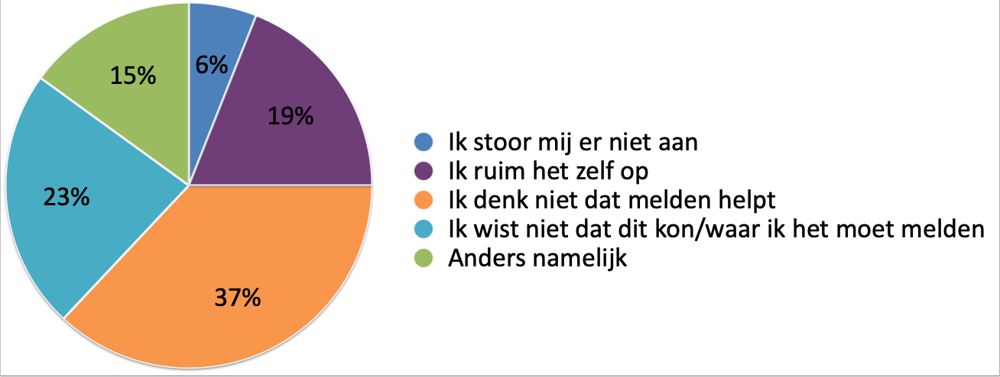 6%
19%
15%
23%
37%
Ik stoor mij er niet aan
Ik ruim het zelf op
Ik denk niet dat melden helpt
Ik wist niet dat dit kon/waar ik het moet melden
Anders namelijk